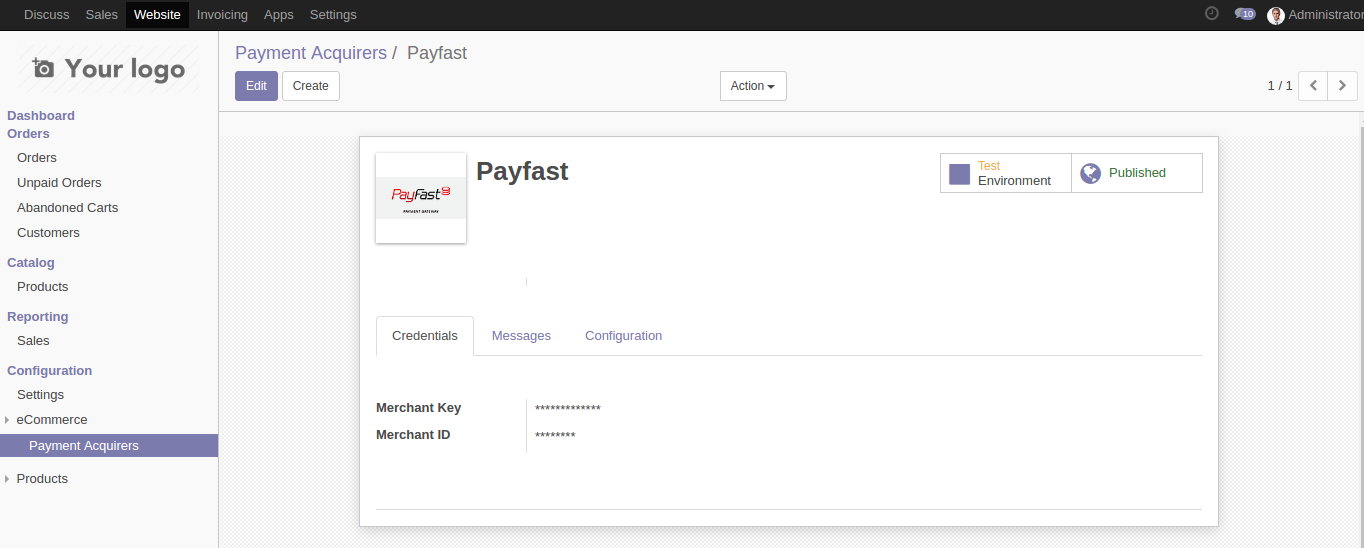 Discuss Sales Website Invoicing Apps Settings 10 Administrator
Your logo
Payment Acquirers / Payfast
Edit Create Action 1 / 1
Dashboard
Orders
Orders
Unpaid Orders
Abandoned Carts
Customers
Catalog
Products
Reporting
Sales
Configuration
Settings
eCommerce
Payment Acquirers
Products
PayFast
PAYMENT GATEWAY
Payfast
Test
Environment
Published
Credentials Messages Configuration
Merchant Key *************
Merchant ID ********